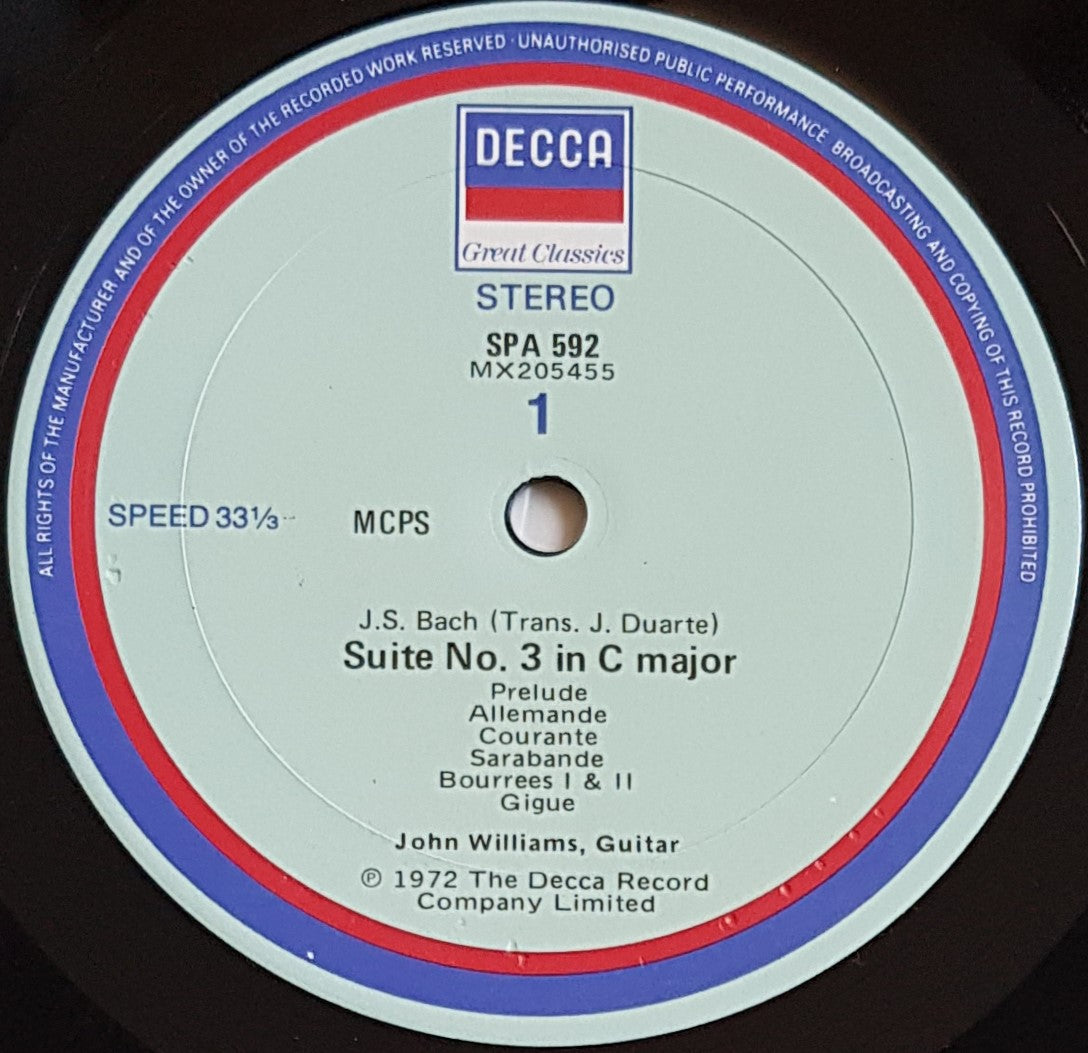 ALL RIGHTS OF THE MANUFACTURER AND OF THE OWNER OF THE RECORDED WORK RESERVED · UNAUTHORISED PUBLIC PERFORMANCE BROADCASTING AND COPYING OF THIS RECORD PROHIBITED
DECCA
Great Classics
STEREO
SPA 592
MX205455
1
SPEED 33⅓
MCPS
J.S. Bach (Trans. J. Duarte)
Suite No. 3 in C major
Prelude
Allemande
Courante
Sarabande
Bourrees I & II
Gigue
John Williams, Guitar
℗ 1972 The Decca Record
Company Limited